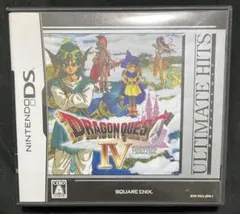 NINTENDO DS
ULTIMATE HITS
DRAGON QUEST
IV
SQUARE ENIX
A